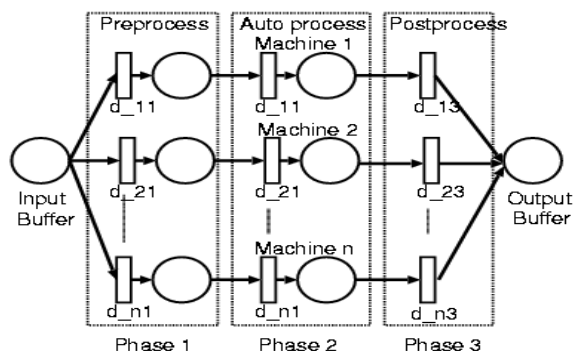 Preprocess Auto process Postprocess
Machine 1
d_11 d_11 d_13
Machine 2
d_21 d_21 d_23
Input
Buffer
Output
Buffer
Machine n
d_n1 d_n1 d_n3
Phase 1 Phase 2 Phase 3